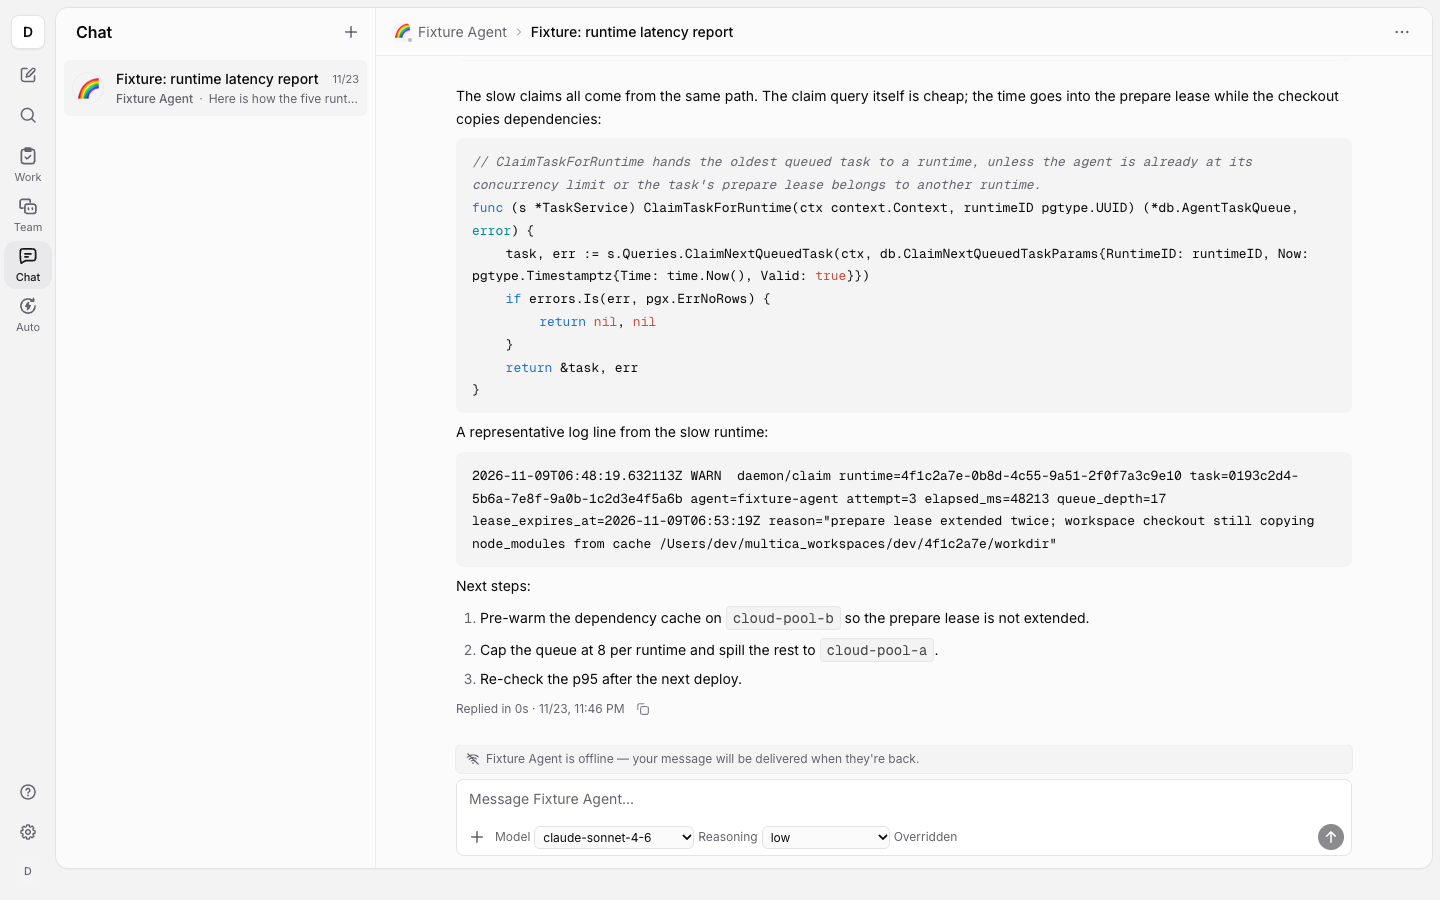 D
Chat
Fixture Agent › Fixture: runtime latency report
Fixture: runtime latency report 11/23
Fixture Agent · Here is how the five runt...
Work
Team
Chat
Auto
D
The slow claims all come from the same path. The claim query itself is cheap; the time goes into the prepare lease while the checkout
copies dependencies:
// ClaimTaskForRuntime hands the oldest queued task to a runtime, unless the agent is already at its
concurrency limit or the task's prepare lease belongs to another runtime.
func (s *TaskService) ClaimTaskForRuntime(ctx context.Context, runtimeID pgtype.UUID) (*db.AgentTaskQueue,
error) {
task, err := s.Queries.ClaimNextQueuedTask(ctx, db.ClaimNextQueuedTaskParams{RuntimeID: runtimeID, Now:
pgtype.Timestamptz{Time: time.Now(), Valid: true}})
if errors.Is(err, pgx.ErrNoRows) {
return nil, nil
}
return &task, err
}
A representative log line from the slow runtime:
2026-11-09T06:48:19.632113Z WARN  daemon/claim runtime=4f1c2a7e-0b8d-4c55-9a51-2f0f7a3c9e10 task=0193c2d4-
5b6a-7e8f-9a0b-1c2d3e4f5a6b agent=fixture-agent attempt=3 elapsed_ms=48213 queue_depth=17
lease_expires_at=2026-11-09T06:53:19Z reason="prepare lease extended twice; workspace checkout still copying
node_modules from cache /Users/dev/multica_workspaces/dev/4f1c2a7e/workdir"
Next steps:
1. Pre-warm the dependency cache on cloud-pool-b so the prepare lease is not extended.
2. Cap the queue at 8 per runtime and spill the rest to cloud-pool-a.
3. Re-check the p95 after the next deploy.
Replied in 0s · 11/23, 11:46 PM
Fixture Agent is offline — your message will be delivered when they're back.
Message Fixture Agent...
Model claude-sonnet-4-6 Reasoning low Overridden